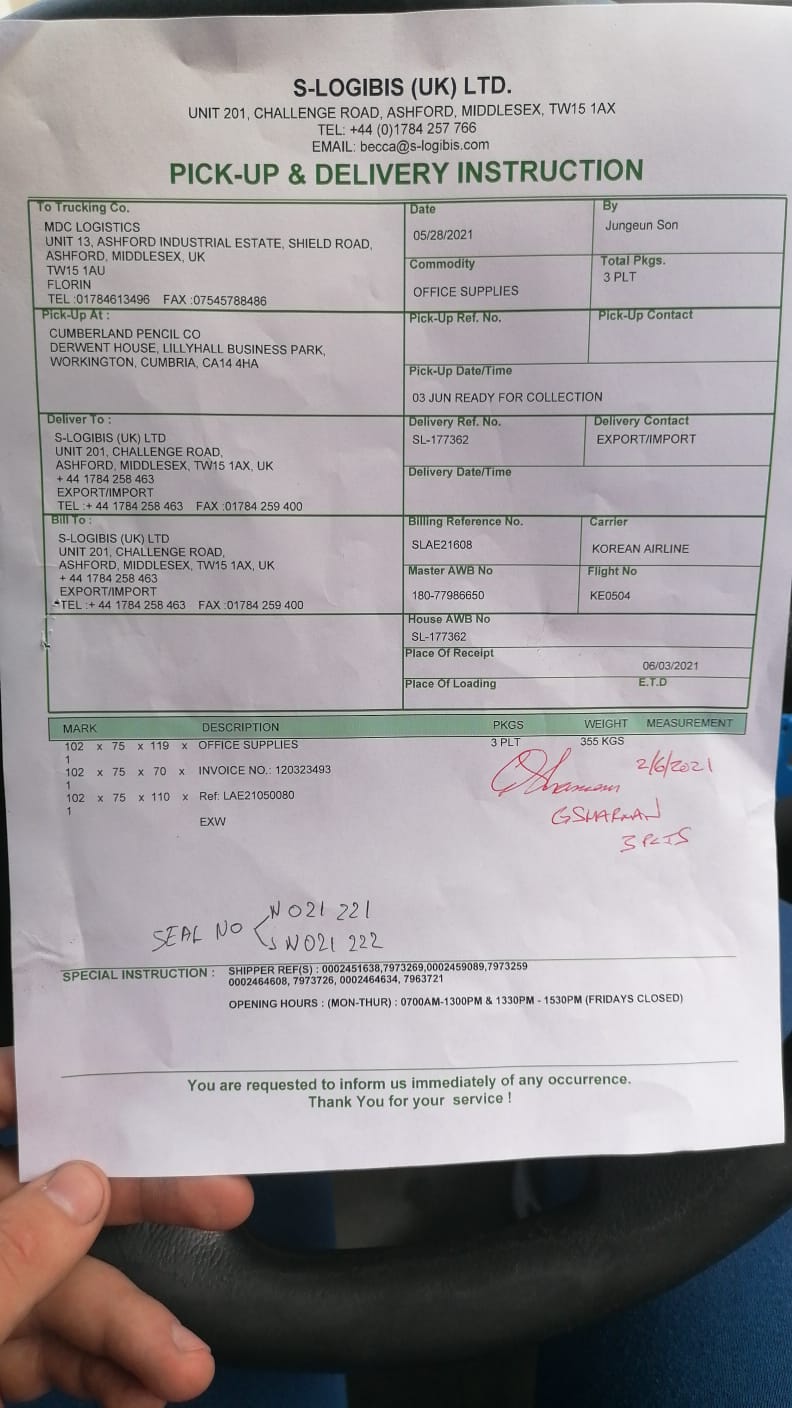 S-LOGIBIS (UK) LTD.
UNIT 201, CHALLENGE ROAD, ASHFORD, MIDDLESEX, TW15 1AX
TEL: +44 (0)1784 257 766
EMAIL: becca@s-logibis.com
PICK-UP & DELIVERY INSTRUCTION
To Trucking Co.
MDC LOGISTICS
UNIT 13, ASHFORD INDUSTRIAL ESTATE, SHIELD ROAD,
ASHFORD, MIDDLESEX, UK
TW15 1AU
FLORIN
TEL :01784613496 FAX :07545788486
Date
05/28/2021
By
Jungeun Son
Commodity
OFFICE SUPPLIES
Total Pkgs.
3 PLT
Pick-Up At :
CUMBERLAND PENCIL CO
DERWENT HOUSE, LILLYHALL BUSINESS PARK,
WORKINGTON, CUMBRIA, CA14 4HA
Pick-Up Ref. No.
Pick-Up Contact
Pick-Up Date/Time
03 JUN READY FOR COLLECTION
Deliver To :
S-LOGIBIS (UK) LTD
UNIT 201, CHALLENGE ROAD,
ASHFORD, MIDDLESEX, TW15 1AX, UK
+ 44 1784 258 463
EXPORT/IMPORT
TEL :+ 44 1784 258 463 FAX :01784 259 400
Delivery Ref. No.
SL-177362
Delivery Contact
EXPORT/IMPORT
Delivery Date/Time
Bill To :
S-LOGIBIS (UK) LTD
UNIT 201, CHALLENGE ROAD,
ASHFORD, MIDDLESEX, TW15 1AX, UK
+ 44 1784 258 463
EXPORT/IMPORT
TEL :+ 44 1784 258 463 FAX :01784 259 400
Billing Reference No.
SLAE21608
Carrier
KOREAN AIRLINE
Master AWB No
180-77986650
Flight No
KE0504
House AWB No
SL-177362
Place Of Receipt
06/03/2021
Place Of Loading
E.T.D
MARK DESCRIPTION PKGS WEIGHT MEASUREMENT
102 x 75 x 119 x OFFICE SUPPLIES 3 PLT 355 KGS
1
102 x 75 x 70 x INVOICE NO.: 120323493
1
102 x 75 x 110 x Ref: LAE21050080
1
EXW
2/6/2021
GSHARMAN
3 PLTS
SEAL NO N021 221
N021 222
SPECIAL INSTRUCTION : SHIPPER REF(S) : 0002451638,7973269,0002459089,7973259
0002464608, 7973726, 0002464634, 7963721
OPENING HOURS : (MON-THUR) : 0700AM-1300PM & 1330PM - 1530PM (FRIDAYS CLOSED)
You are requested to inform us immediately of any occurrence.
Thank You for your service !